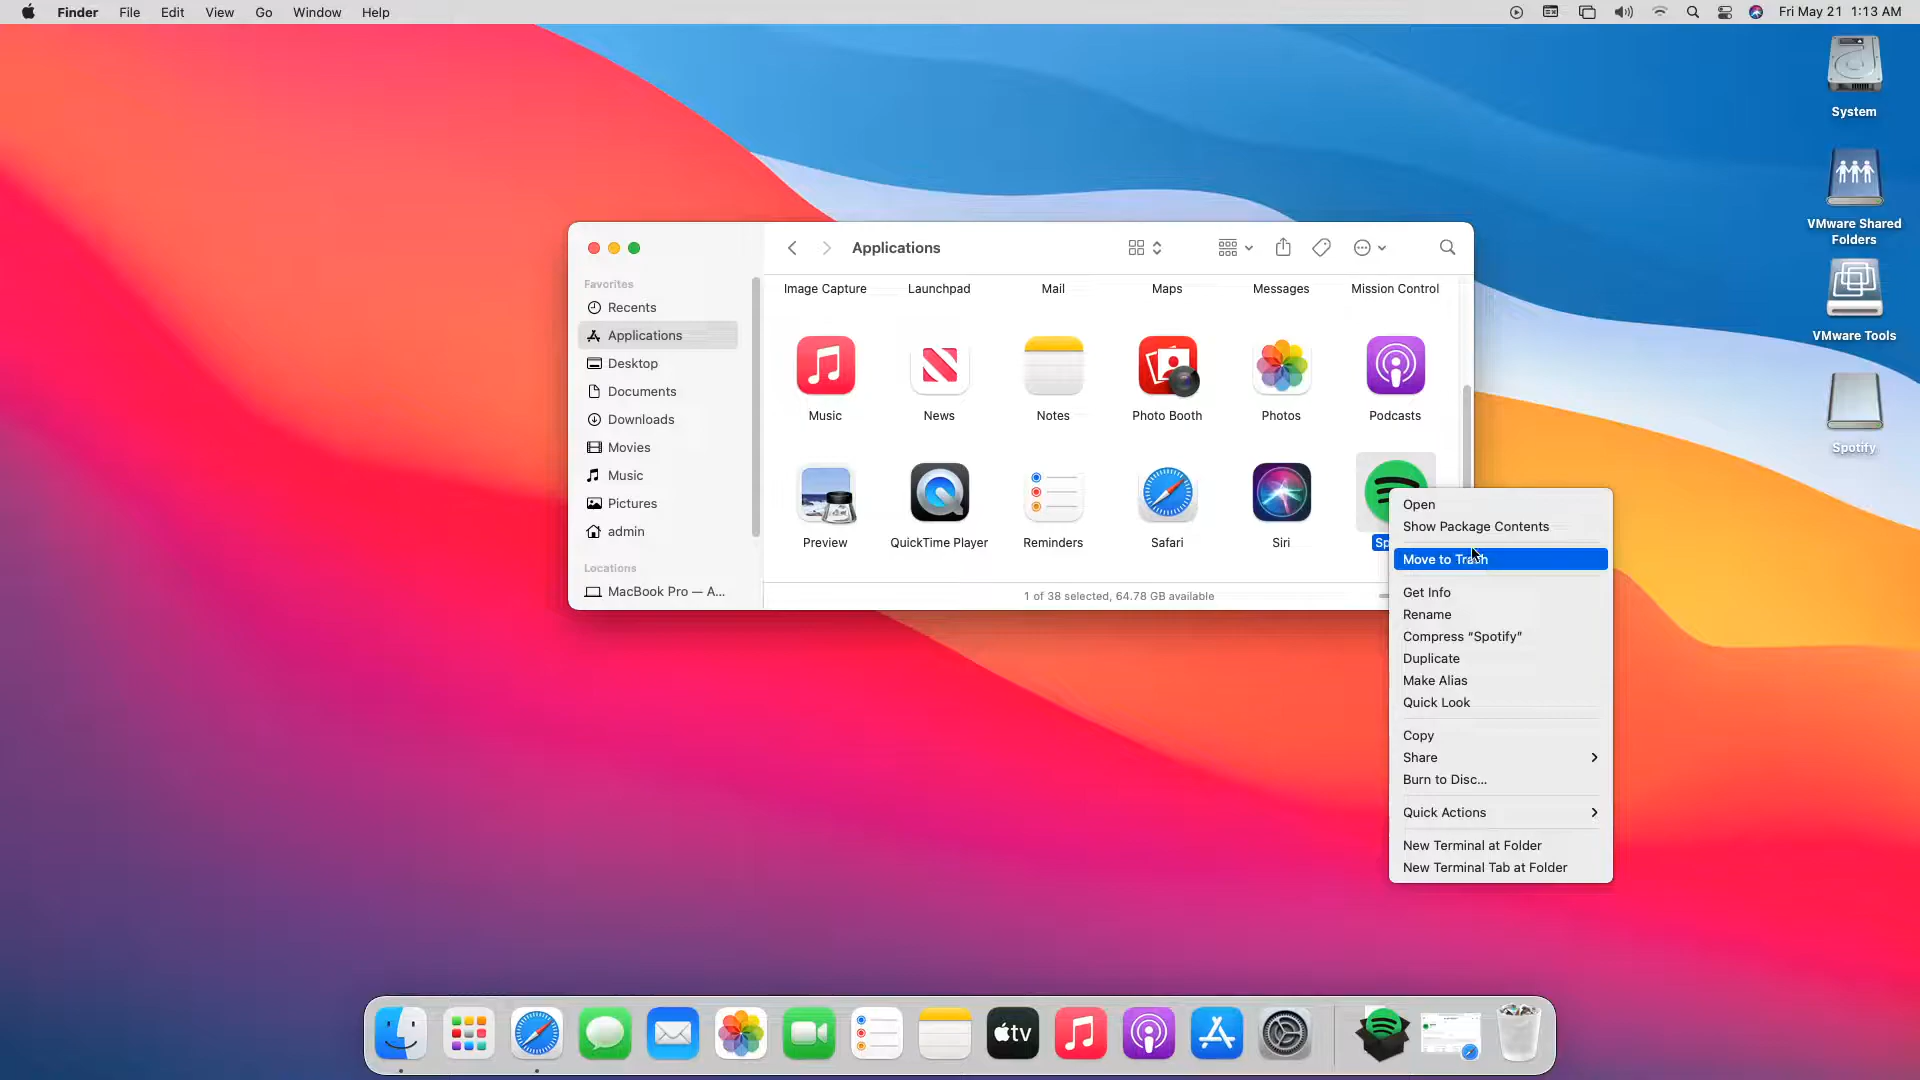 Finder File Edit View Go Window Help
Fri May 21 1:13 AM
System
VMware Shared
Folders
VMware Tools
Spotify
Applications
Favorites
Recents
Applications
Desktop
Documents
Downloads
Movies
Music
Pictures
admin
Locations
MacBook Pro — A...
Image Capture Launchpad Mail Maps Messages Mission Control
Music News Notes Photo Booth Photos Podcasts
Preview QuickTime Player Reminders Safari Siri
1 of 38 selected, 64.78 GB available
Open
Show Package Contents
Move to Trash
Get Info
Rename
Compress “Spotify”
Duplicate
Make Alias
Quick Look
Copy
Share
Burn to Disc...
Quick Actions
New Terminal at Folder
New Terminal Tab at Folder
tv